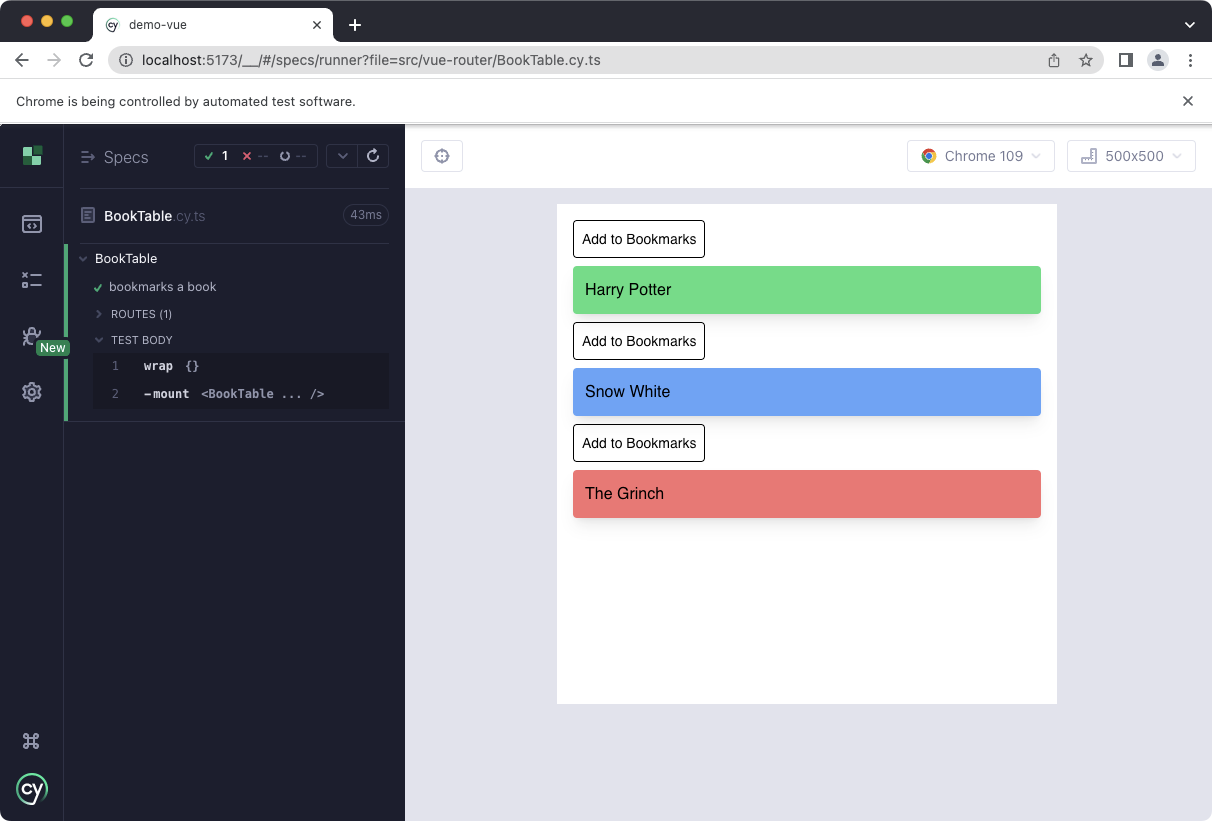 demo-vue
localhost:5173/__/#/specs/runner?file=src/vue-router/BookTable.cy.ts
Chrome is being controlled by automated test software.
Specs
1 -- --
Chrome 109
500x500
BookTable.cy.ts
43ms
BookTable
bookmarks a book
ROUTES (1)
TEST BODY
1 wrap {}
2 -mount <BookTable ... />
New
cy
Add to Bookmarks
Harry Potter
Add to Bookmarks
Snow White
Add to Bookmarks
The Grinch